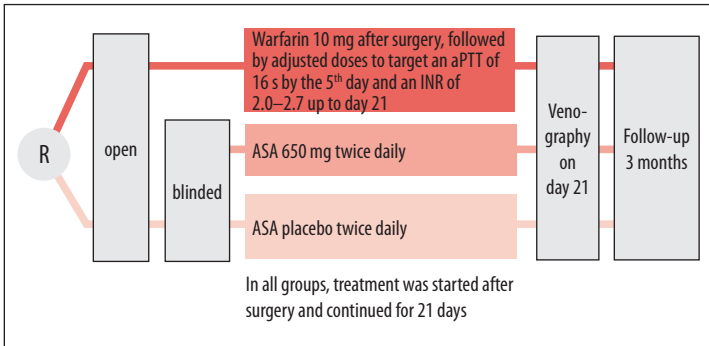 R
open
blinded
Warfarin 10 mg after surgery, followed
by adjusted doses to target an aPTT of
16 s by the 5th day and an INR of
2.0–2.7 up to day 21
ASA 650 mg twice daily
ASA placebo twice daily
Veno-
graphy
on
day 21
Follow-up
3 months
In all groups, treatment was started after
surgery and continued for 21 days